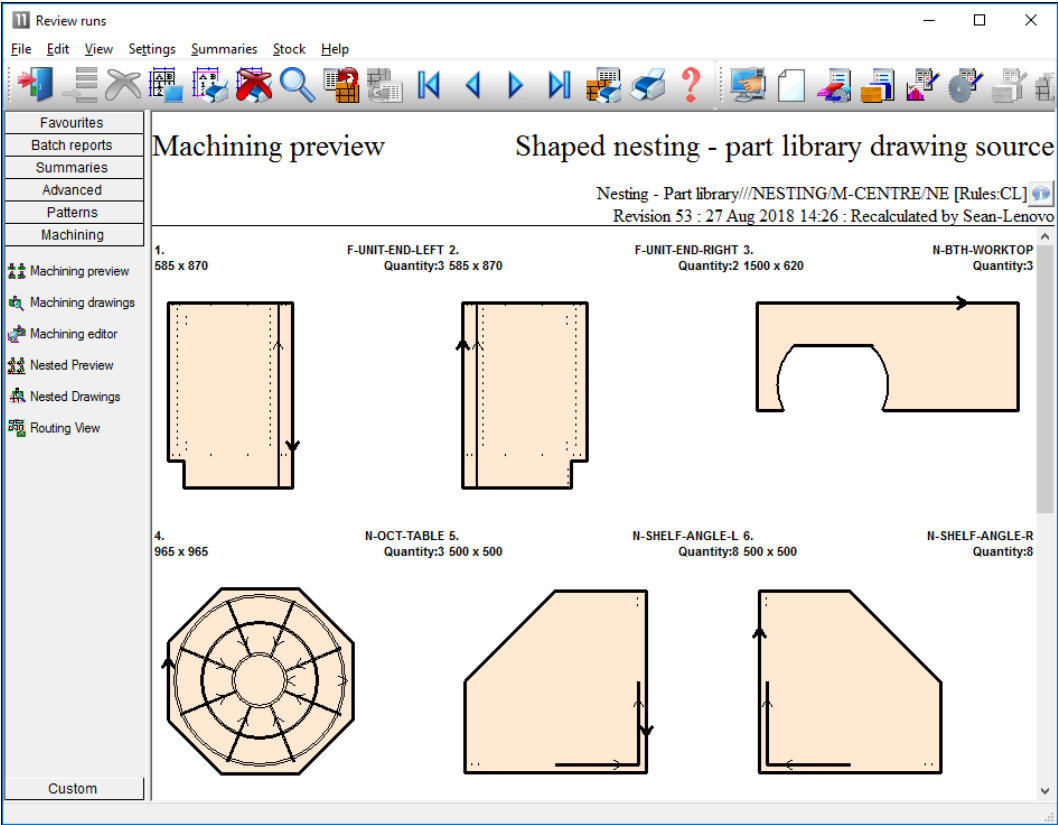 11 Review runs
File Edit View Settings Summaries Stock Help
Favourites
Batch reports
Summaries
Advanced
Patterns
Machining
Machining preview
Machining drawings
Machining editor
Nested Preview
Nested Drawings
Routing View
Custom
Machining preview Shaped nesting - part library drawing source
Nesting - Part library///NESTING/M-CENTRE/NE [Rules:CL]
Revision 53 : 27 Aug 2018 14:26 : Recalculated by Sean-Lenovo
1. F-UNIT-END-LEFT 2. F-UNIT-END-RIGHT 3. N-BTH-WORKTOP
585 x 870 Quantity:3 585 x 870 Quantity:2 1500 x 620 Quantity:3
4. N-OCT-TABLE 5. N-SHELF-ANGLE-L 6. N-SHELF-ANGLE-R
965 x 965 Quantity:3 500 x 500 Quantity:8 500 x 500 Quantity:8